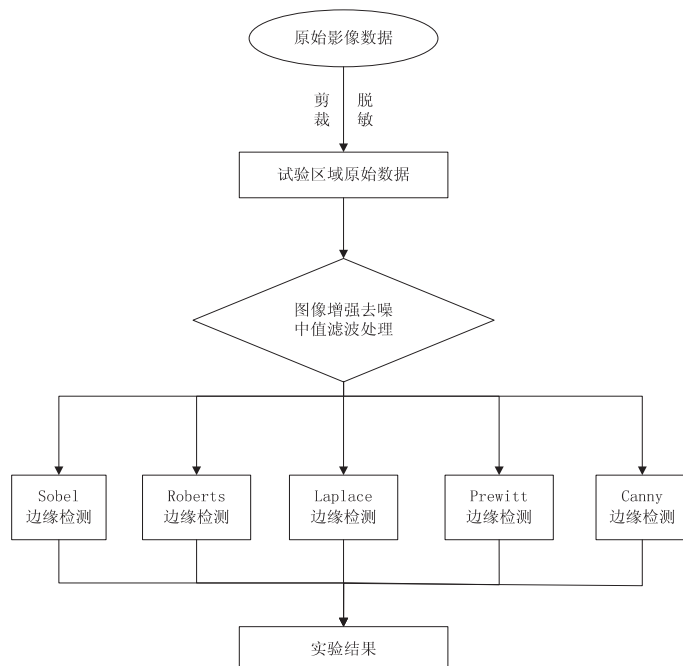 原始影像数据
剪裁
脱敏
试验区域原始数据
图像增强去噪
中值滤波处理
Sobel
边缘检测
Roberts
边缘检测
Laplace
边缘检测
Prewitt
边缘检测
Canny
边缘检测
实验结果